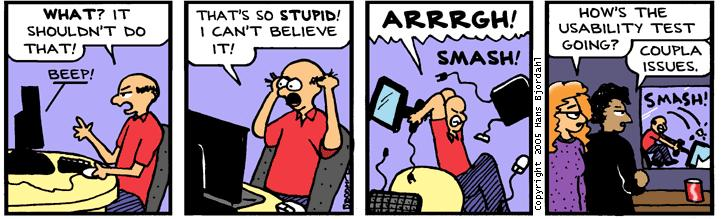 WHAT? IT
SHOULDN'T DO
THAT!
BEEP!
THAT'S SO STUPID!
I CAN'T BELIEVE
IT!
ARRRGH!
SMASH!
Copyright 2005 Hans Bjordahl
HOW'S THE
USABILITY TEST
GOING?
COUPLA
ISSUES.
SMASH!